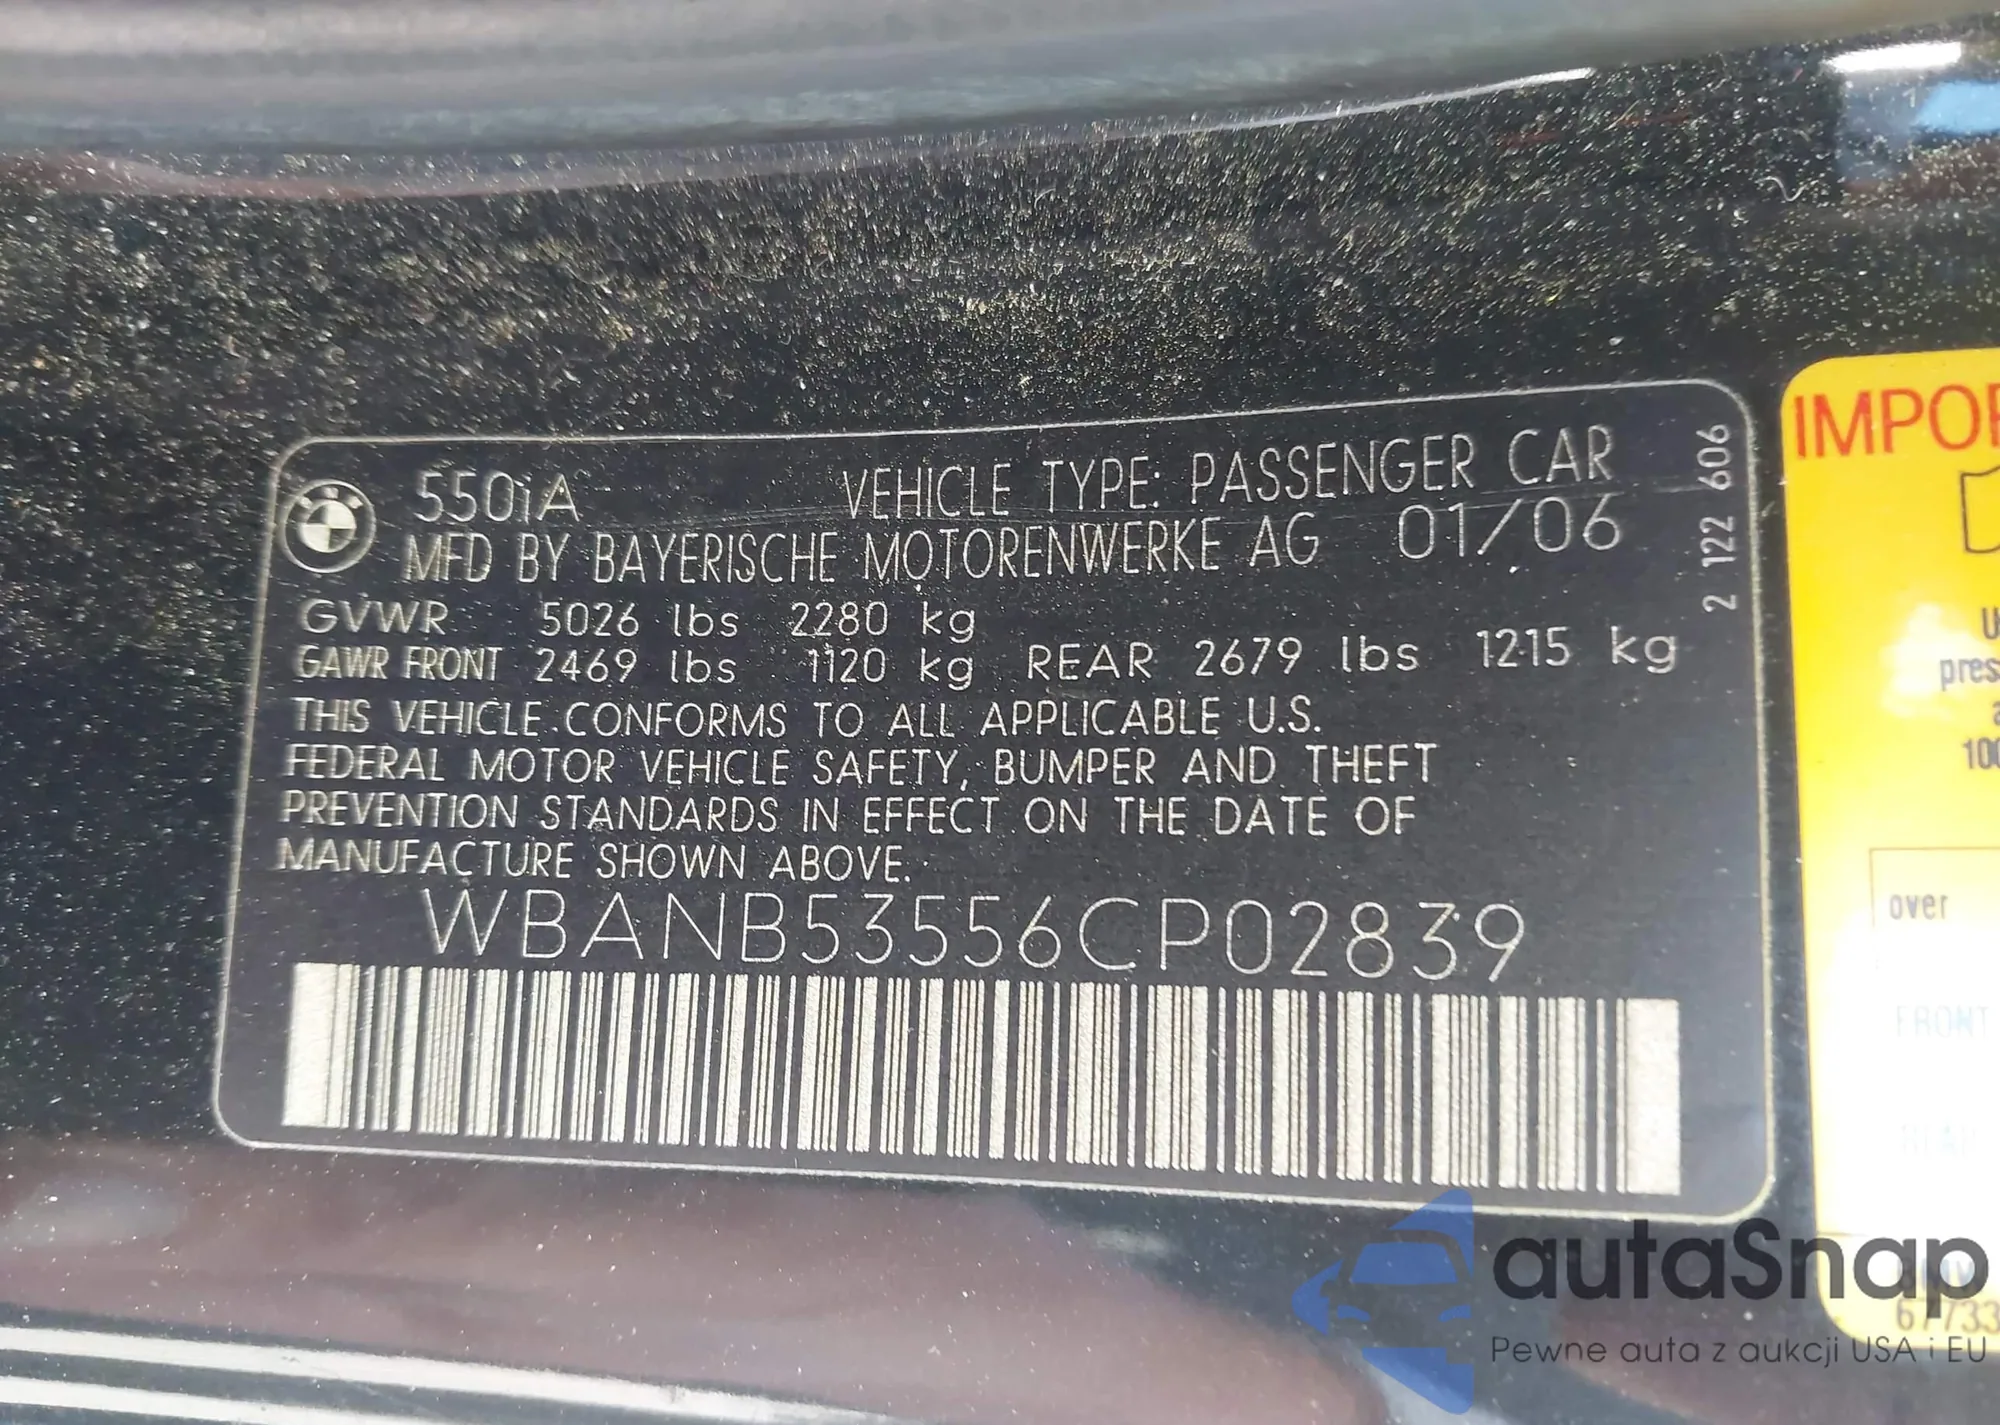 550iA VEHICLE TYPE: PASSENGER CAR
MFD BY BAYERISCHE MOTORENWERKE AG 01/06
GVWR 5026 lbs 2280 kg
GAWR FRONT 2469 lbs 1120 kg REAR 2679 lbs 1215 kg
THIS VEHICLE CONFORMS TO ALL APPLICABLE U.S.
FEDERAL MOTOR VEHICLE SAFETY, BUMPER AND THEFT
PREVENTION STANDARDS IN EFFECT ON THE DATE OF
MANUFACTURE SHOWN ABOVE.
WBANB53556CP02839
2 122 606
over
FRONT
REAR
autaSnap
Pewne auta z aukcji USA i EU